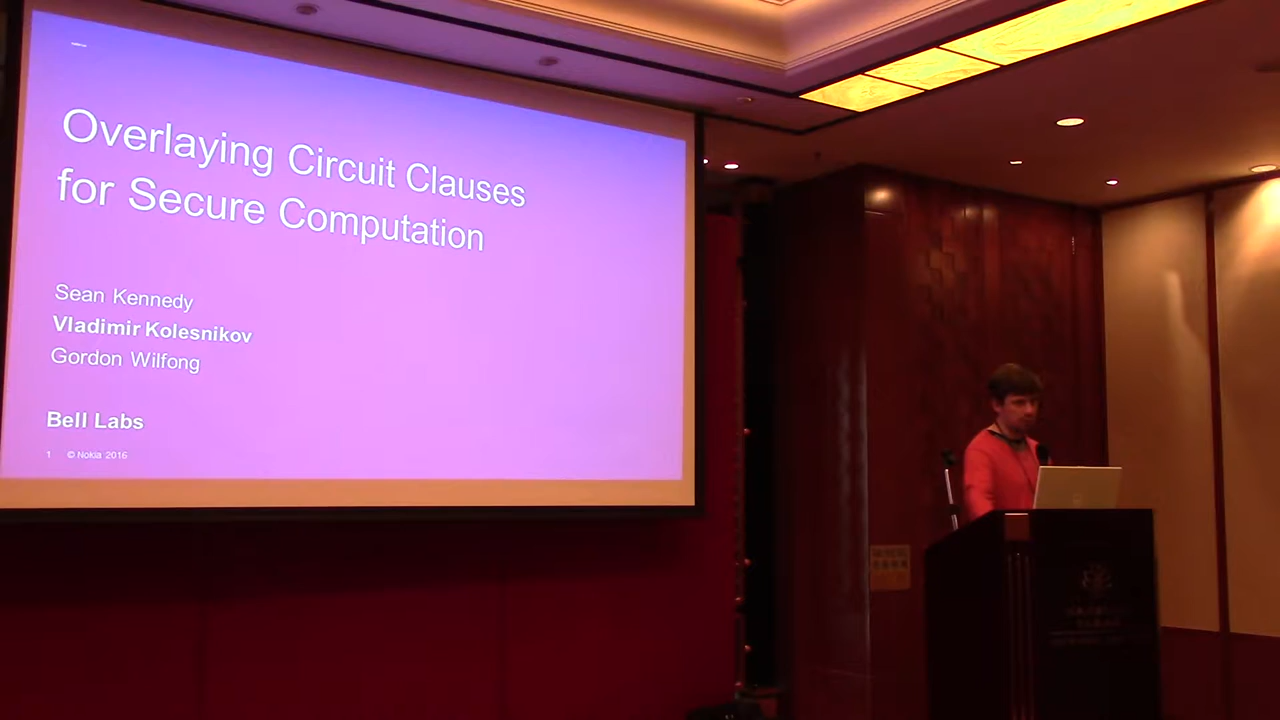 Overlaying Circuit Clauses
for Secure Computation
Sean Kennedy
Vladimir Kolesnikov
Gordon Wilfong
Bell Labs
1 © Nokia 2016